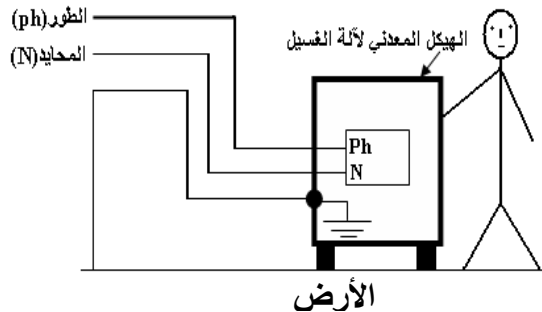 الطور(ph)
المحايد(N)
الهيكل المعدني لآلة الغسيل
Ph
N
الأرض